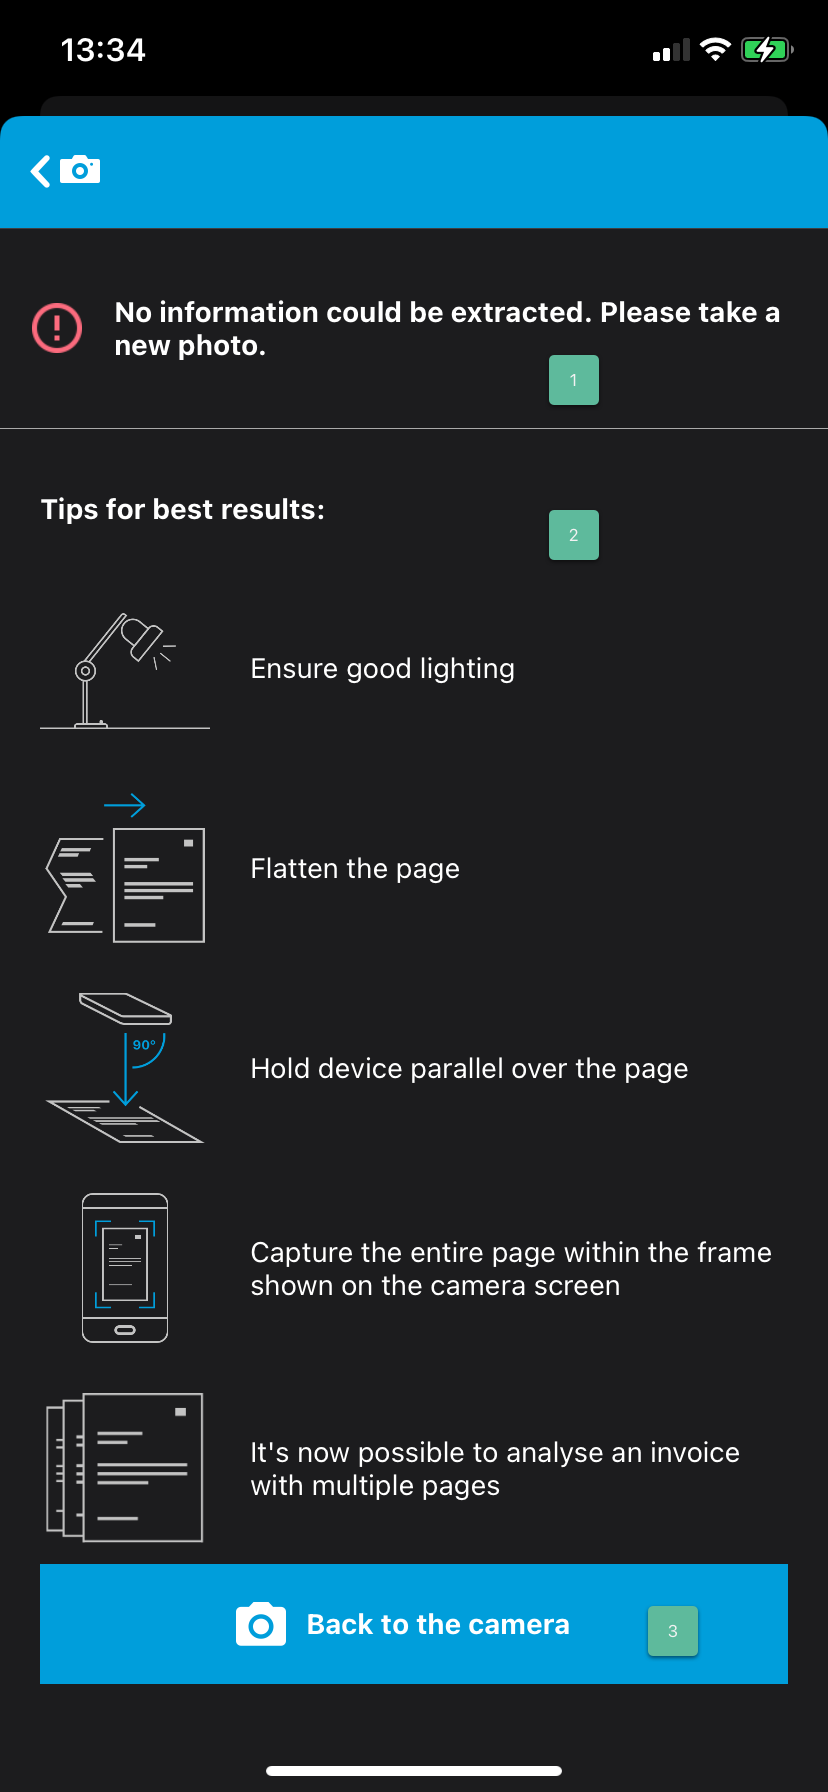 13:34
No information could be extracted. Please take a
new photo.
1
Tips for best results:
2
Ensure good lighting
Flatten the page
90°
Hold device parallel over the page
Capture the entire page within the frame
shown on the camera screen
It's now possible to analyse an invoice
with multiple pages
Back to the camera
3